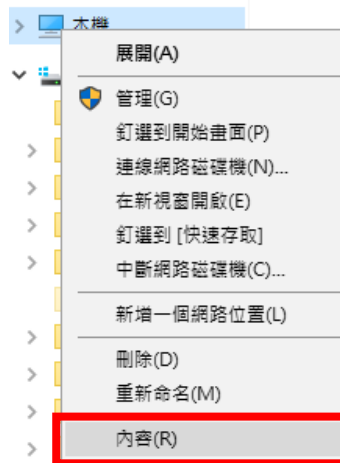 本機
展開(A)
管理(G)
釘選到開始畫面(P)
連線網路磁碟機(N)...
在新視窗開啟(E)
釘選到 [快速存取]
中斷網路磁碟機(C)...
新增一個網路位置(L)
刪除(D)
重新命名(M)
內容(R)